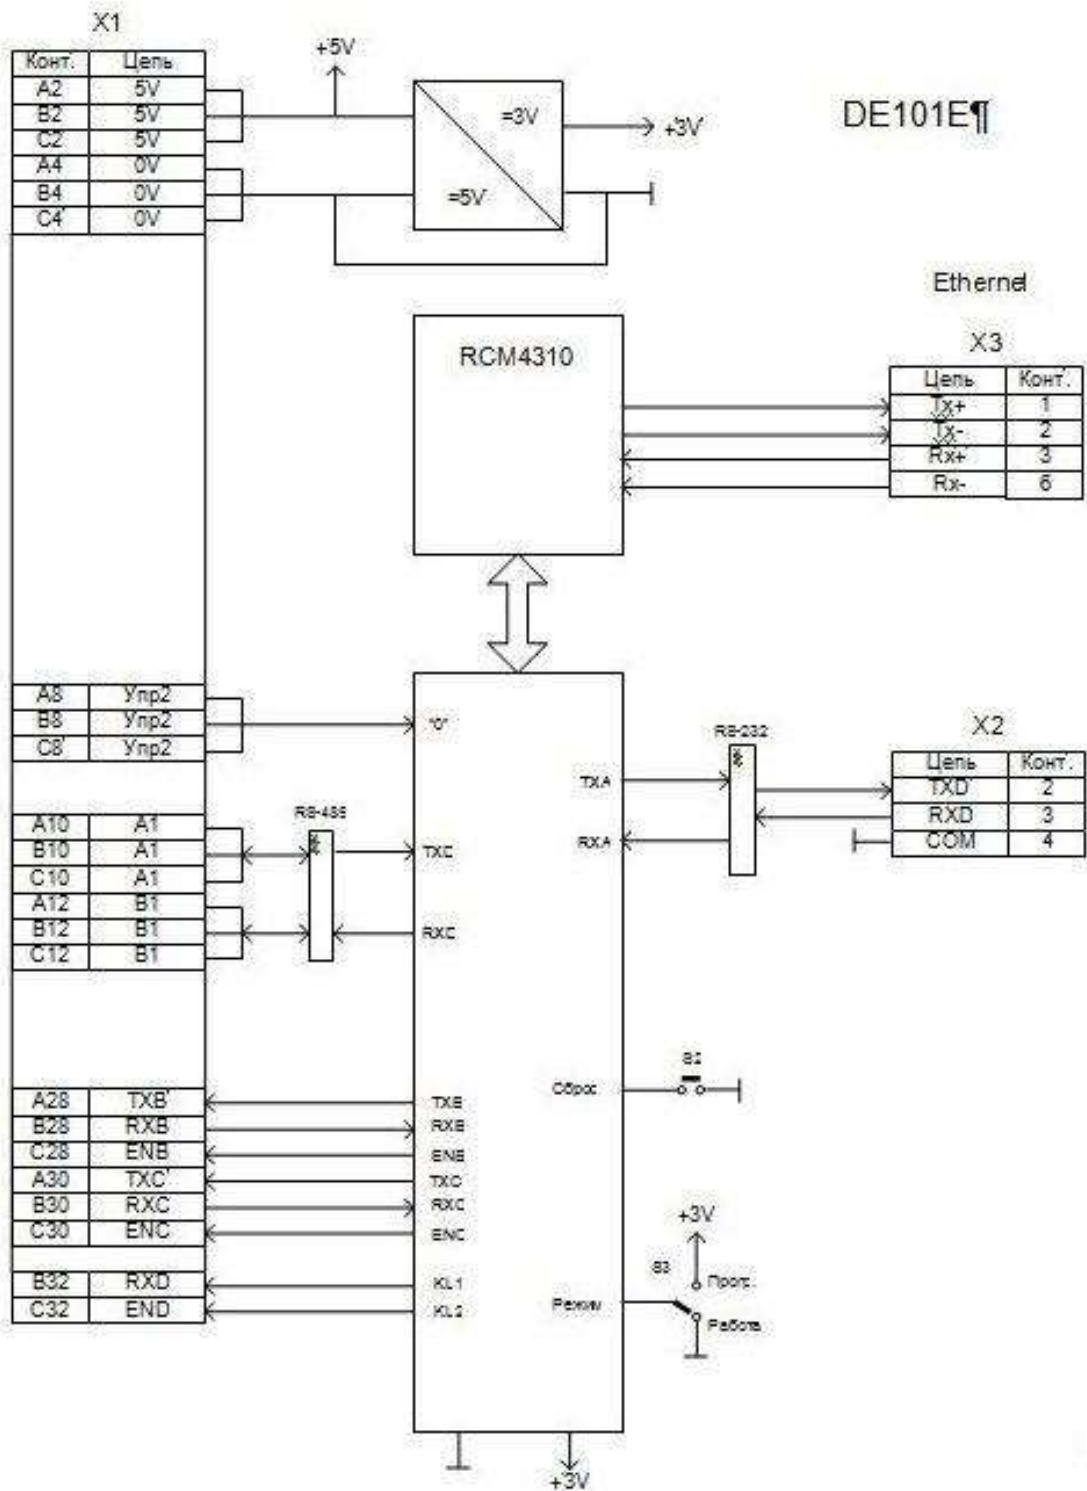 X1
Конт. Цепь
A2 5V
B2 5V
C2 5V
A4 0V
B4 0V
C4 0V
+5V
=3V
=5V
+3V
DE101E¶
Ethernet
X3
Цепь Конт.
Tx+ 1
Tx- 2
Rx+ 3
Rx- 6
RCM4310
A8 Упр2
B8 Упр2
C8 Упр2
"0"
A10 A1
B10 A1
C10 A1
A12 B1
B12 B1
C12 B1
RS-485
TXC
RXC
TXA
RXA
RS-232
X2
Цепь Конт.
TXD 2
RXD 3
COM 4
A28 TXB
B28 RXB
C28 ENB
A30 TXC
B30 RXC
C30 ENC
B32 RXD
C32 END
TXB
RXB
ENB
TXC
RXC
ENC
KL1
KL2
Сброс
S2
+3V
S3
Прогр.
Режим
Работа
+3V